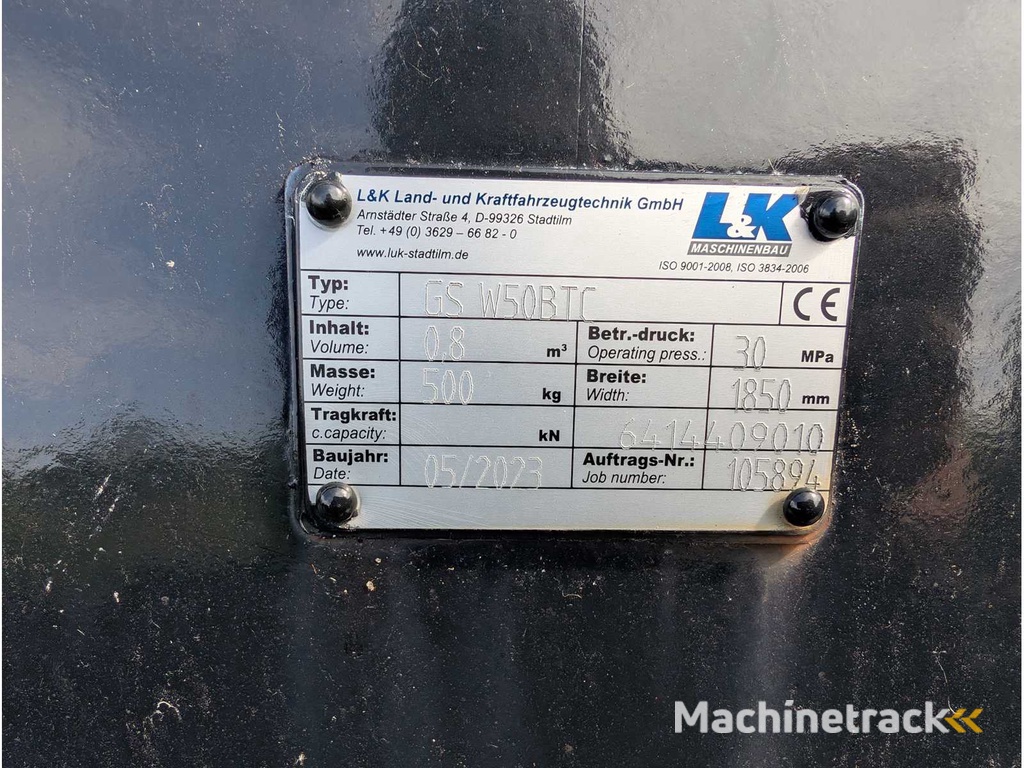 L&K Land- und Kraftfahrzeugtechnik GmbH
Arnstädter Straße 4, D-99326 Stadtilm
Tel. +49 (0) 3629 – 66 82 - 0
www.luk-stadtilm.de
L&K
MASCHINENBAU
ISO 9001-2008, ISO 3834-2006
Typ: GS W50BTC CE
Type:
Inhalt: 0,8 m³ Betr.-druck: 30 MPa
Volume: Operating press.:
Masse: 500 kg Breite: 1850 mm
Weight: Width:
Tragkraft: kN 6414409010
c.capacity:
Baujahr: 05/2023 Auftrags-Nr.: 105894
Date: Job number:
Machinetrack